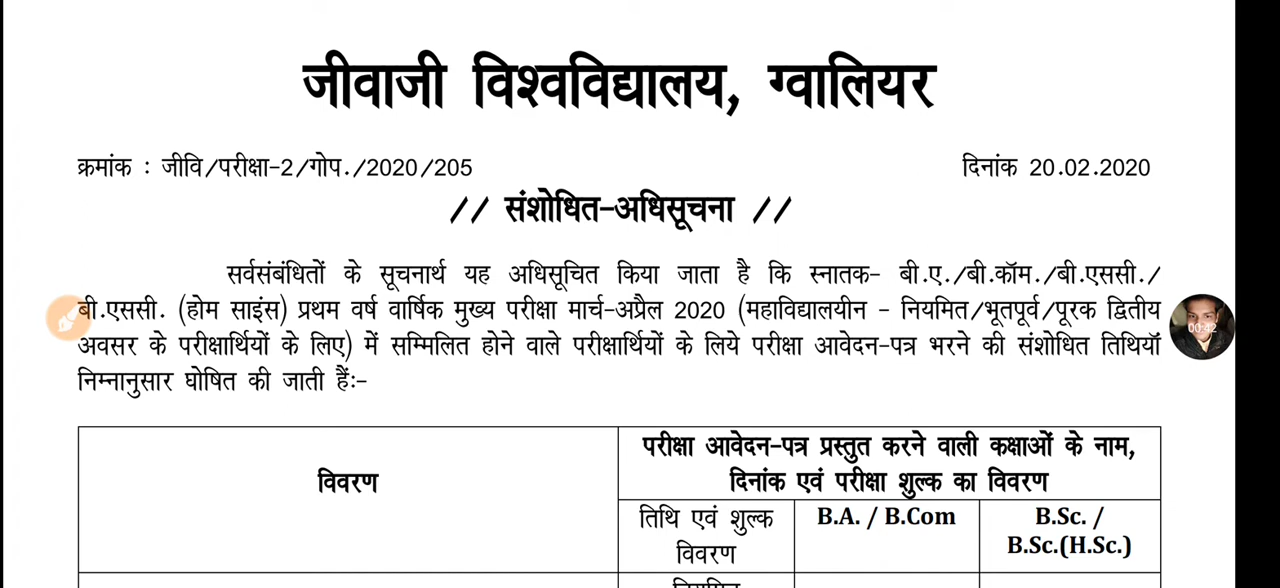 जीवाजी विश्वविद्यालय, ग्वालियर
क्रमांक : जीवि/परीक्षा-2/गोप./2020/205 दिनांक 20.02.2020
// संशोधित-अधिसूचना //
सर्वसंबंधितों के सूचनार्थ यह अधिसूचित किया जाता है कि स्नातक- बी.ए./बी.कॉम./बी.एससी./
बी.एससी. (होम साइंस) प्रथम वर्ष वार्षिक मुख्य परीक्षा मार्च-अप्रैल 2020 (महाविद्यालयीन - नियमित/भूतपूर्व/पूरक द्वितीय
अवसर के परीक्षार्थियों के लिए) में सम्मिलित होने वाले परीक्षार्थियों के लिये परीक्षा आवेदन-पत्र भरने की संशोधित तिथियॉ
निम्नानुसार घोषित की जाती हैंः-
00:42
विवरण
परीक्षा आवेदन-पत्र प्रस्तुत करने वाली कक्षाओं के नाम,
दिनांक एवं परीक्षा शुल्क का विवरण
तिथि एवं शुल्क
विवरण
B.A. / B.Com
B.Sc. /
B.Sc.(H.Sc.)